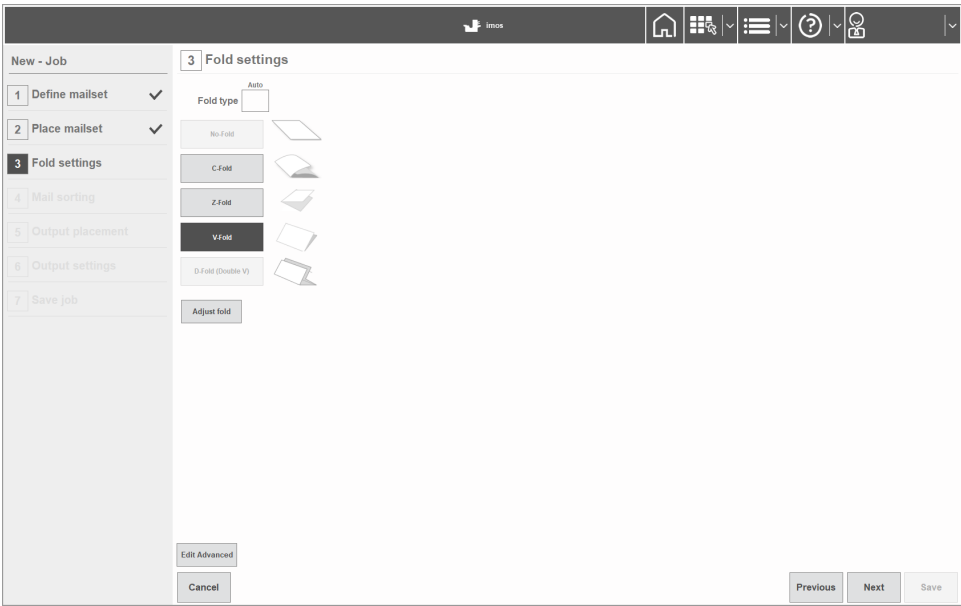 imos
New - Job
1 Define mailset
2 Place mailset
3 Fold settings
4 Mail sorting
5 Output placement
6 Output settings
7 Save job
3 Fold settings
Auto
Fold type
No-Fold
C-Fold
Z-Fold
V-Fold
D-Fold (Double V)
Adjust fold
Edit Advanced
Cancel
Previous Next Save